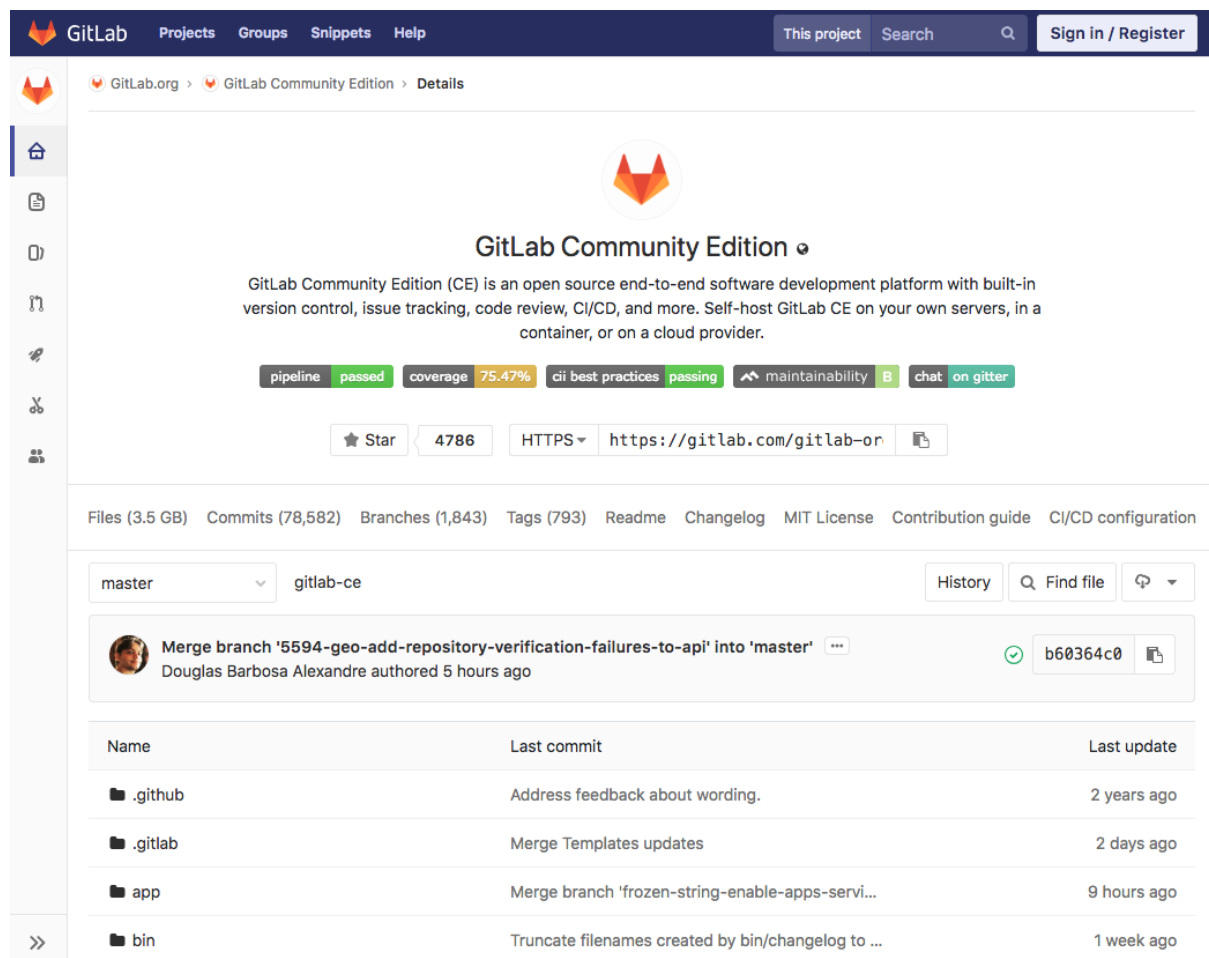 GitLab Projects Groups Snippets Help This project Search Sign in / Register
GitLab.org › GitLab Community Edition › Details
GitLab Community Edition
GitLab Community Edition (CE) is an open source end-to-end software development platform with built-in
version control, issue tracking, code review, CI/CD, and more. Self-host GitLab CE on your own servers, in a
container, or on a cloud provider.
pipeline passed coverage 75.47% cii best practices passing maintainability B chat on gitter
Star 4786 HTTPS https://gitlab.com/gitlab-or
Files (3.5 GB) Commits (78,582) Branches (1,843) Tags (793) Readme Changelog MIT License Contribution guide CI/CD configuration
master gitlab-ce History Find file
Merge branch '5594-geo-add-repository-verification-failures-to-api' into 'master' ...
Douglas Barbosa Alexandre authored 5 hours ago b60364c0
Name Last commit Last update
.github Address feedback about wording. 2 years ago
.gitlab Merge Templates updates 2 days ago
app Merge branch 'frozen-string-enable-apps-servi... 9 hours ago
bin Truncate filenames created by bin/changelog to ... 1 week ago